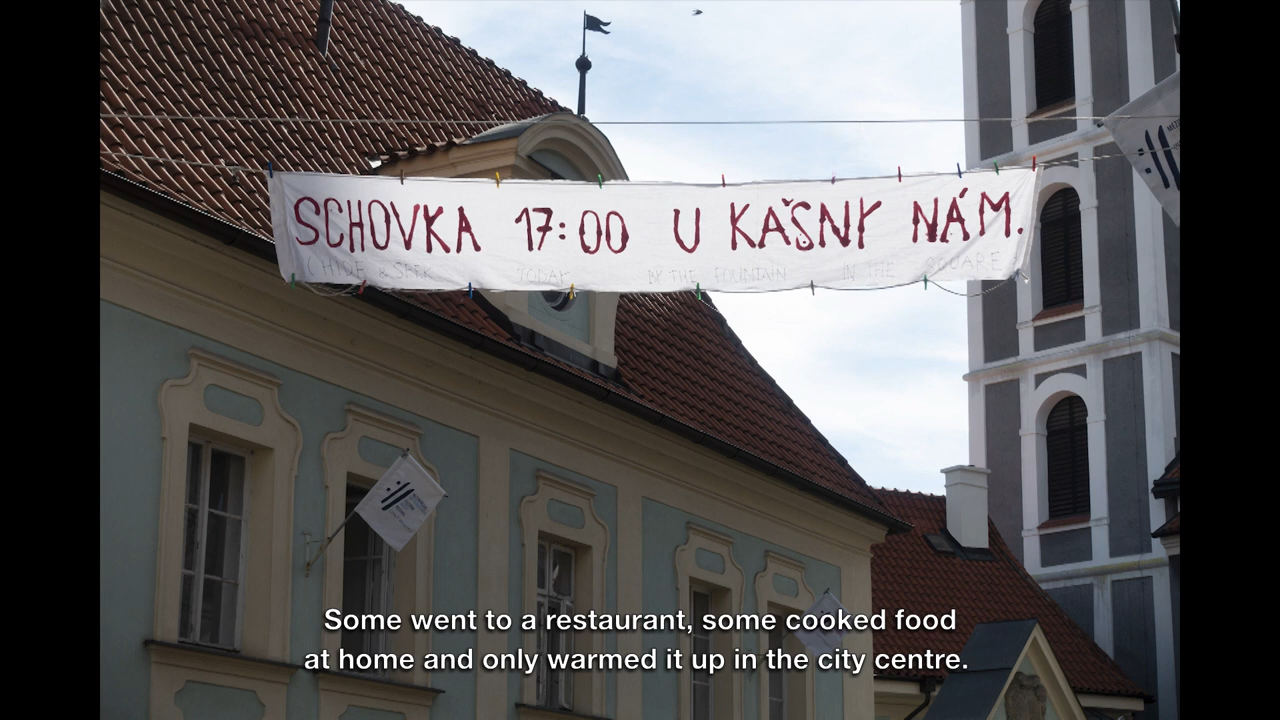 SCHOVKA 17:00 U KAŠNY NÁM.
( HIDE & SEEK TODAY BY THE FOUNTAIN IN THE SQUARE
Some went to a restaurant, some cooked food
at home and only warmed it up in the city centre.